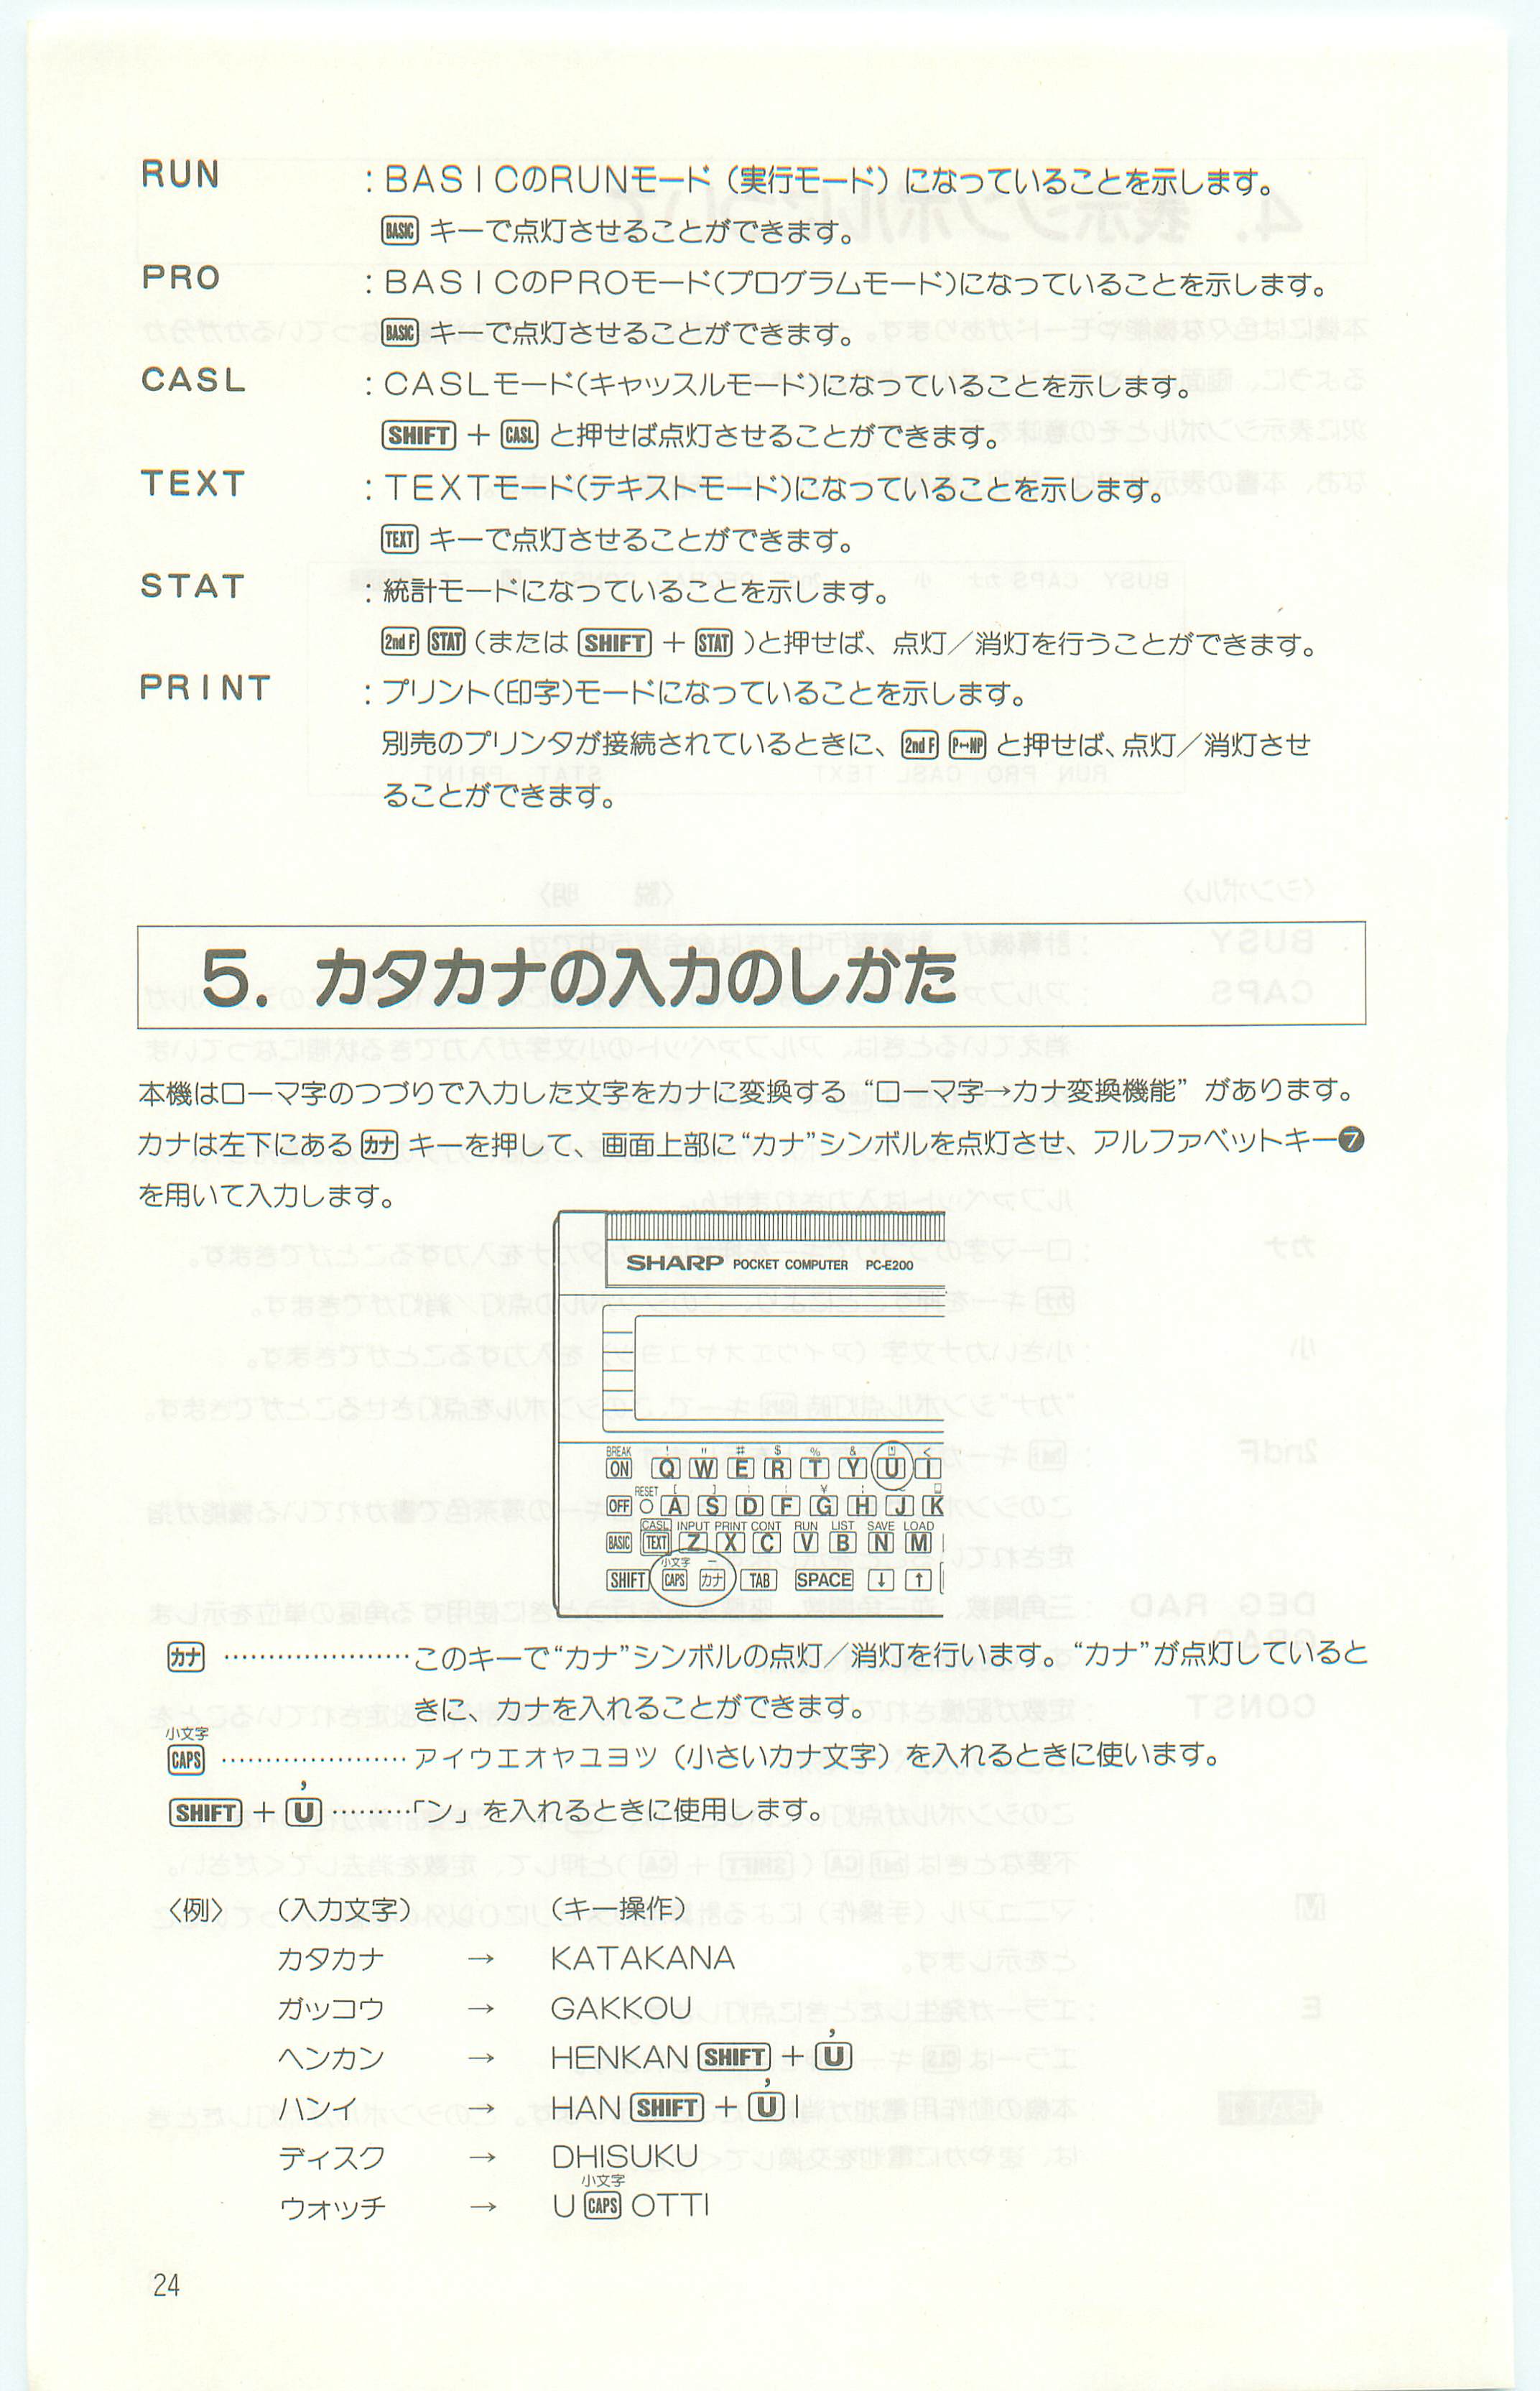 RUN : BASICのRUNモード（実行モード）になっていることを示します。
BASIC キーで点灯させることができます。
PRO : BASICのPROモード(プログラムモード)になっていることを示します。
BASIC キーで点灯させることができます。
CASL : CASLモード(キャッスルモード)になっていることを示します。
SHIFT + CASL と押せば点灯させることができます。
TEXT : TEXTモード(テキストモード)になっていることを示します。
TEXT キーで点灯させることができます。
STAT : 統計モードになっていることを示します。
2nd F STAT (または SHIFT + STAT )と押せば、点灯／消灯を行うことができます。
PRINT : プリント(印字)モードになっていることを示します。
別売のプリンタが接続されているときに、 2nd F P↔NP と押せば、点灯／消灯させ
ることができます。
5. カタカナの入力のしかた
本機はローマ字のつづりで入力した文字をカナに変換する “ローマ字→カナ変換機能” があります。
カナは左下にある カナ キーを押して、画面上部に“カナ”シンボルを点灯させ、アルファベットキー❼
を用いて入力します。
SHARP POCKET COMPUTER PC-E200
BREAK ! " # $ % & ' <
ON Q W E R T Y U I
RESET [ ] : ; ¥
OFF A S D F G H J K
CASL INPUT PRINT CONT RUN LIST SAVE LOAD
BASIC TEXT Z X C V B N M
小文字 ー
SHIFT CAPS カナ TAB SPACE ↓ ↑
カナ …………………このキーで“カナ”シンボルの点灯／消灯を行います。“カナ”が点灯していると
きに、カナを入れることができます。
小文字
CAPS ………………… ァィゥェォャュョッ（小さいカナ文字）を入れるときに使います。
,
SHIFT + U ………「ン」を入れるときに使用します。
〈例〉 （入力文字） （キー操作）
カタカナ → KATAKANA
ガッコウ → GAKKOU
,
ヘンカン → HENKAN SHIFT + U
,
ハンイ → HAN SHIFT + U I
ディスク → DHISUKU
小文字
ウォッチ → U CAPS OTTI
24